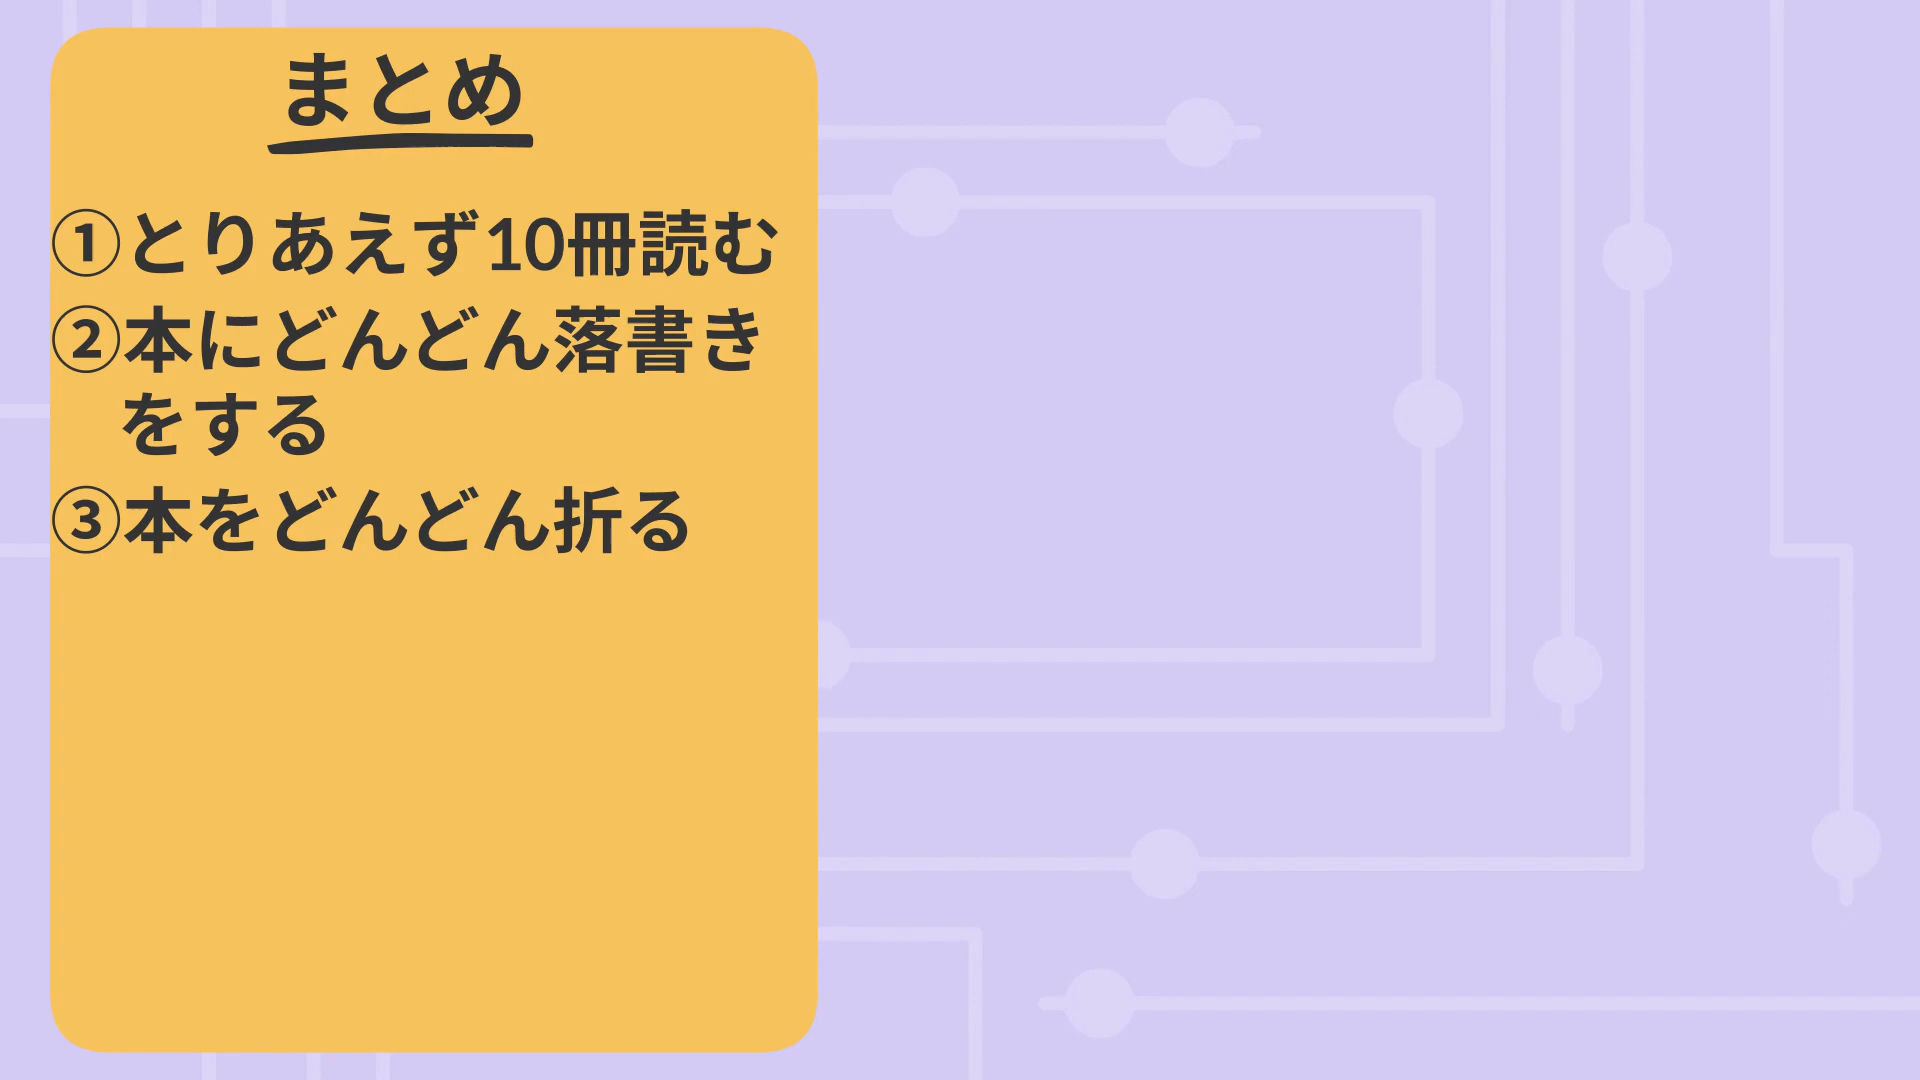 まとめ
①とりあえず10冊読む
②本にどんどん落書き
をする
③本をどんどん折る